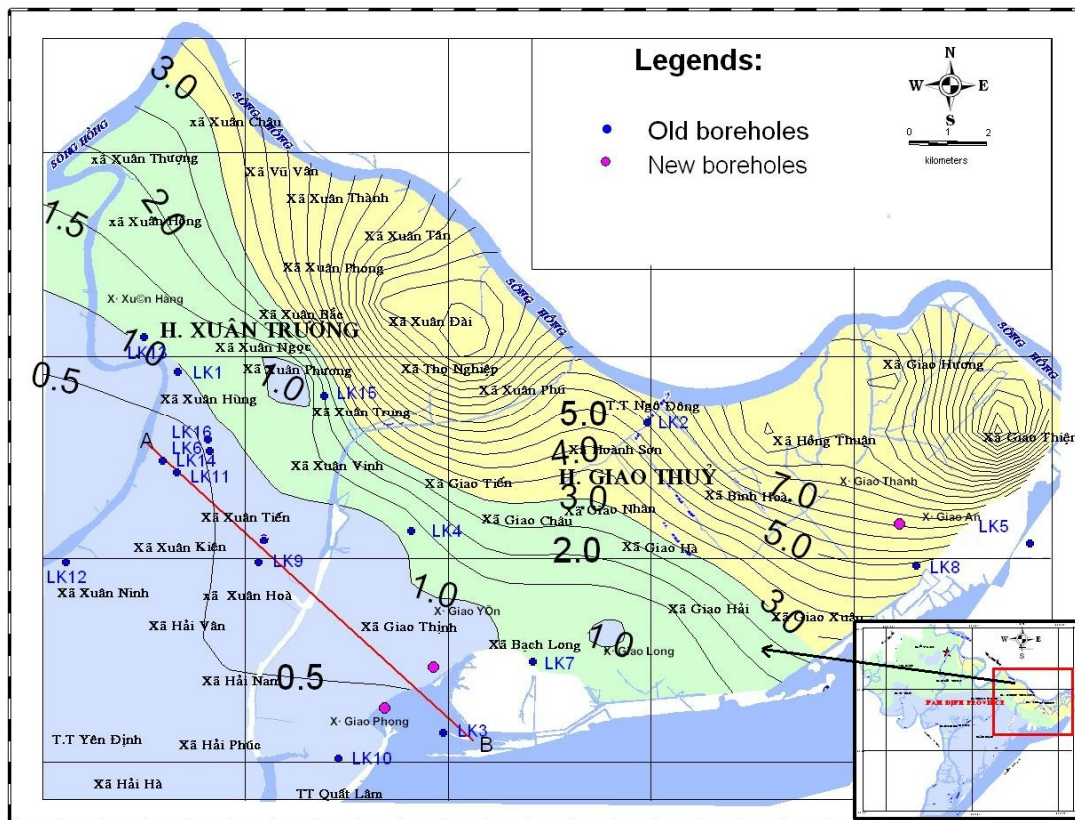 Legends:
Old boreholes
New boreholes
N
W
E
S
0
2
kilometers
SÔNG HỒNG
SÔNG HỒNG
SÔNG HỒNG
SÔNG HỒNG
3.0
xã Xuân Châu
xã Xuân Thượng
Xã Vũ Vân
2.0
Xã Xuân Thành
1.5
xã Xuân Hồng
Xã Xuân Tân
Xã Xuân Phong
X· Xu©n Hàng
Xã Xuân Bắc
Xã Xuân Đài
H. XUÂN TRƯỜNG
1.0
LK13
Xã Xuân Ngọc
Xã Giao Hương
0.5
LK1
Xã Xuân Phương
1.0
Xã Thọ Nghiệp
Xã Xuân Phú
Xã Xuân Hùng
LK15
Xã Xuân Trung
5.0
T.T Ngô Đồng
LK2
A
LK16
LK6
LK14
LK11
4.0
Xã Hoành Sơn
Xã Hồng Thuận
Xã Giao Thiện
Xã Xuân Vinh
H. GIAO THUỶ
Xã Giao Tiến
X· Giao Thanh
7.0
3.0
Xã Bình Hoà
Xã Giao Nhân
Xã Xuân Tiến
Xã Giao Châu
X· Giao An
LK5
LK4
5.0
Xã Xuân Kiên
2.0
Xã Giao Hà
LK9
LK8
LK12
Xã Xuân Ninh
xã Xuân Hoà
1.0
X· Giao YÕn
Xã Giao Hải
3.0
Xã Giao Xuân
Xã Hải Vân
Xã Giao Thịnh
Xã Bạch Long
1.0
X· Giao Long
LK7
Xã Hải Nam
0.5
X· Giao Phong
LK3
B
T.T Yên Định
Xã Hải Phúc
LK10
Xã Hải Hà
TT Quất Lâm
W
E
S
NAM ĐỊNH PROVINCE